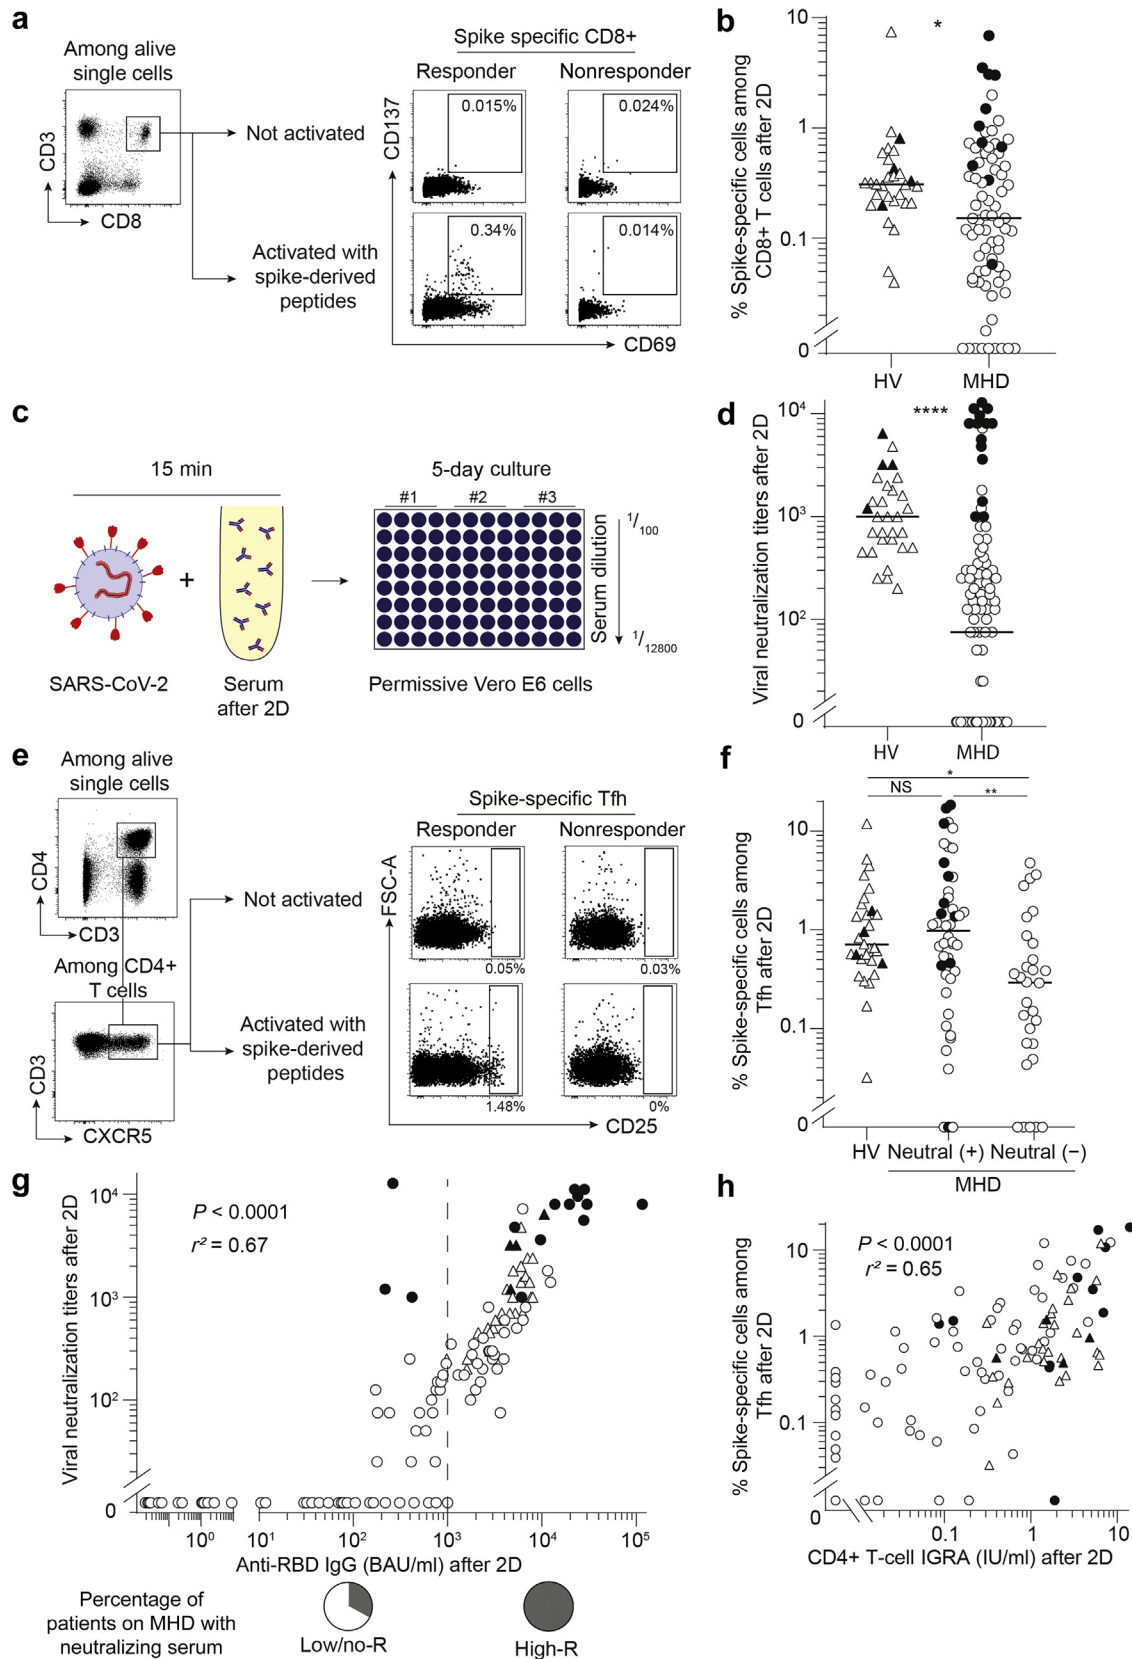 a
Among alive
single cells
CD3
CD8
Not activated
Activated with
spike-derived
peptides
Spike specific CD8+
Responder
Nonresponder
CD137
0.015%
0.024%
0.34%
0.014%
CD69
b
*
% Spike-specific cells among
CD8+ T cells after 2D
10
1
0.1
0
HV
MHD
c
15 min
5-day culture
#1
#2
#3
+
Serum dilution
1/100
1/12800
SARS-CoV-2
Serum
after 2D
Permissive Vero E6 cells
d
****
Viral neutralization titers after 2D
10⁴
10³
10²
0
HV
MHD
e
Among alive
single cells
CD4
CD3
Among CD4+
T cells
CD3
CXCR5
Not activated
Activated with
spike-derived
peptides
Spike-specific Tfh
Responder
Nonresponder
FSC-A
0.05%
0.03%
1.48%
0%
CD25
f
*
NS
**
% Spike-specific cells among
Tfh after 2D
10
1
0.1
0
HV
Neutral (+)
Neutral (−)
MHD
g
P < 0.0001
r² = 0.67
Viral neutralization titers after 2D
10⁴
10³
10²
0
10⁰
10¹
10²
10³
10⁴
10⁵
Anti-RBD IgG (BAU/ml) after 2D
Percentage of
patients on MHD with
neutralizing serum
Low/no-R
High-R
h
P < 0.0001
r² = 0.65
% Spike-specific cells among
Tfh after 2D
10
1
0.1
0
0
0.1
1
10
CD4+ T-cell IGRA (IU/ml) after 2D